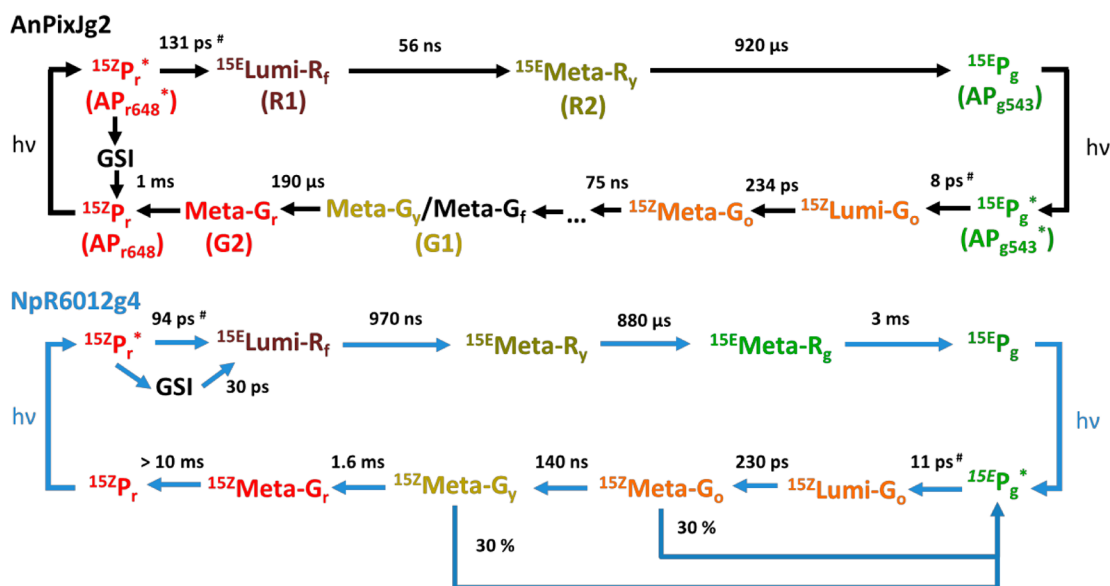 AnPixJg2
131 ps # 56 ns 920 µs
15ZPr* 15ELumi-Rf 15EMeta-Ry 15EPg
(APr648*) (R1) (R2) (APg543)
hν GSI hν
1 ms 190 µs 75 ns 234 ps 8 ps #
15ZPr Meta-Gr Meta-Gy/Meta-Gf ... 15ZMeta-Go 15ZLumi-Go 15EPg*
(APr648) (G2) (G1) (APg543*)
NpR6012g4
94 ps # 970 ns 880 µs 3 ms
15ZPr* 15ELumi-Rf 15EMeta-Ry 15EMeta-Rg 15EPg
GSI 30 ps
hν hν
> 10 ms 1.6 ms 140 ns 230 ps 11 ps #
15ZPr 15ZMeta-Gr 15ZMeta-Gy 15ZMeta-Go 15ZLumi-Go 15EPg*
30 % 30 %